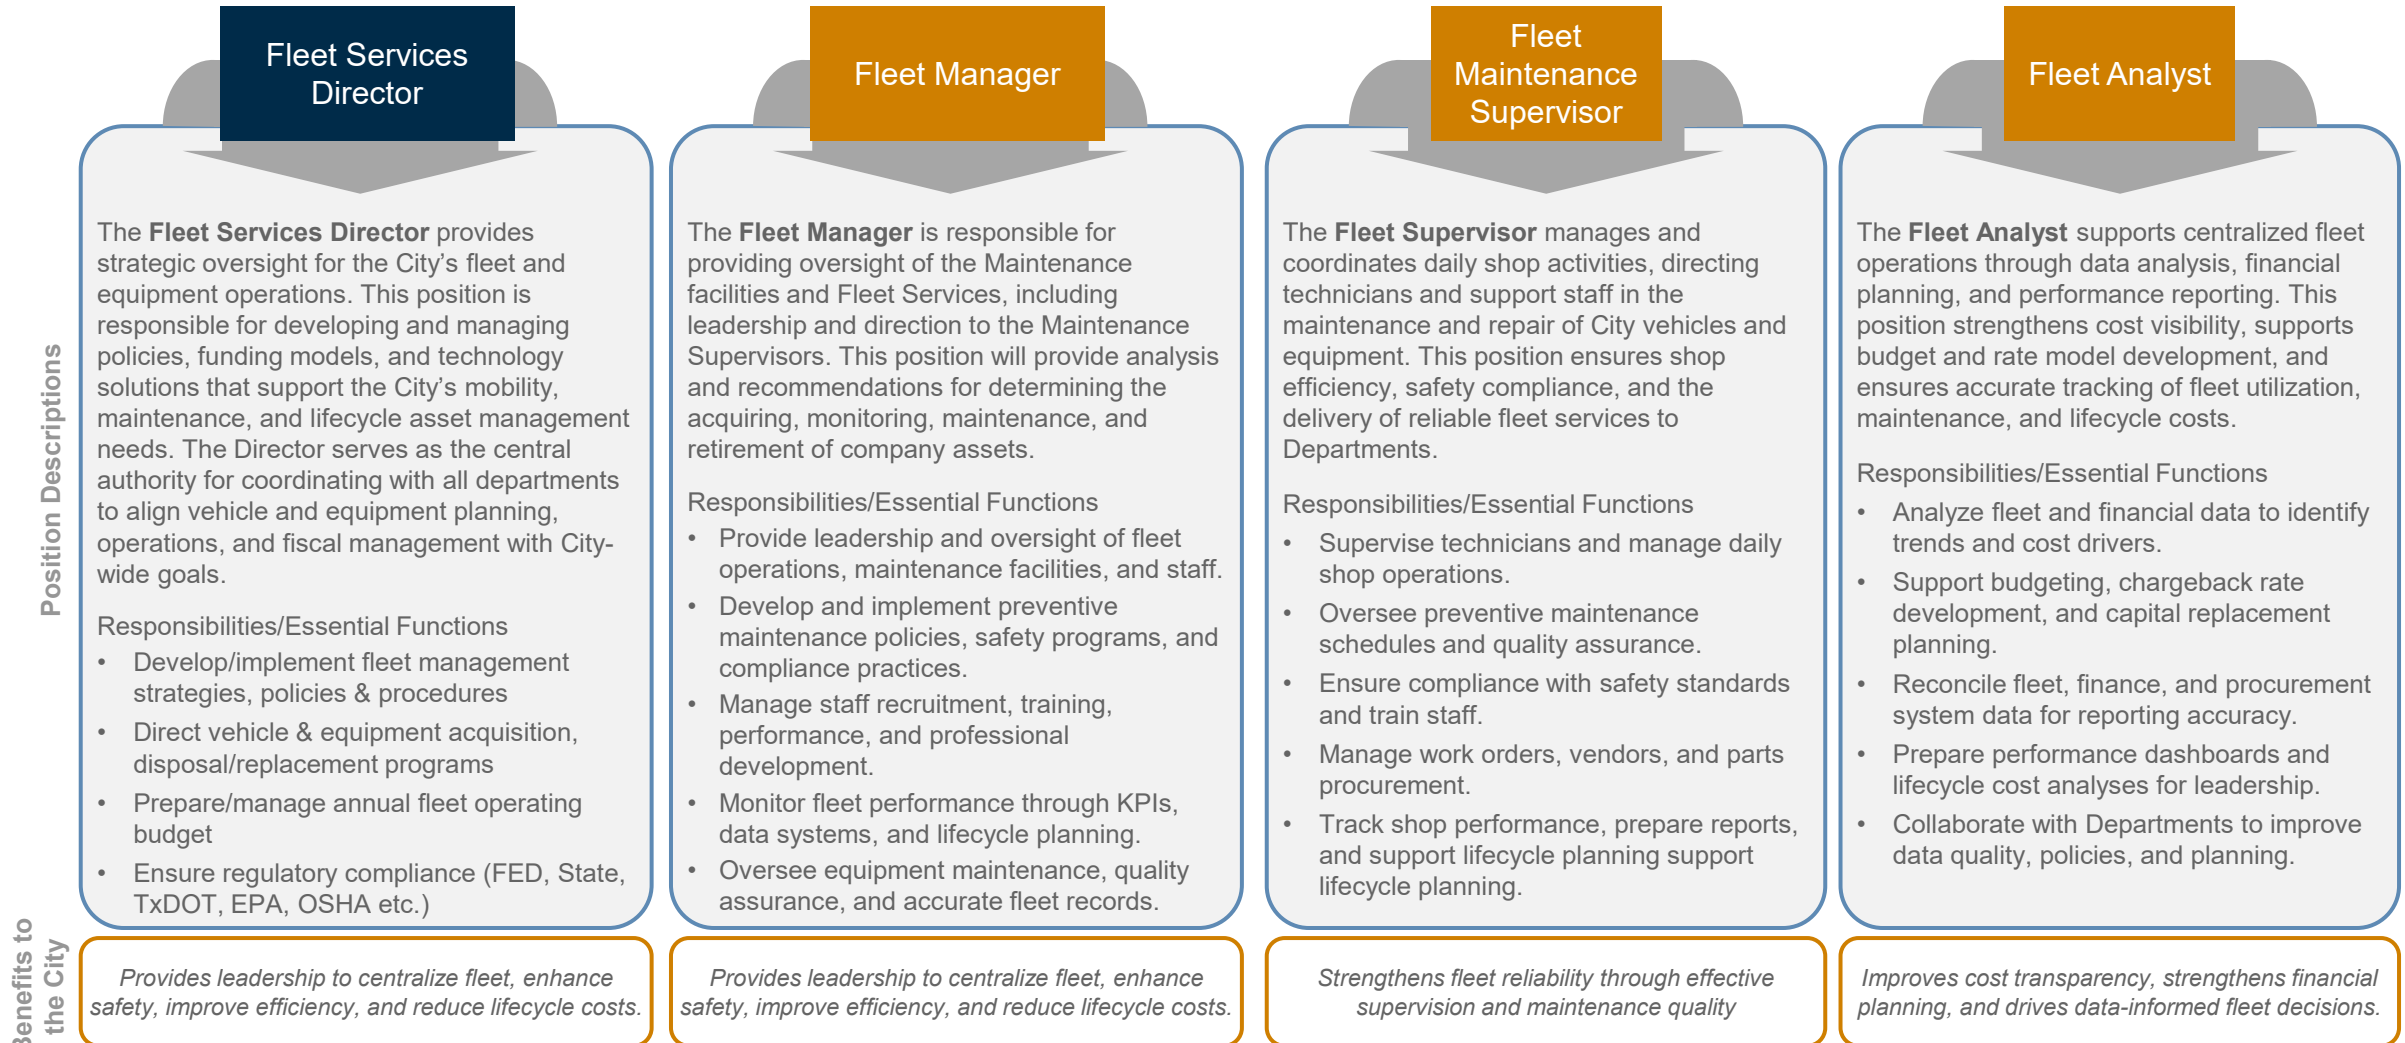 Fleet Services
Director
Fleet Manager
Fleet
Maintenance
Supervisor
Fleet Analyst
Position Descriptions
The Fleet Services Director provides
strategic oversight for the City’s fleet and
equipment operations. This position is
responsible for developing and managing
policies, funding models, and technology
solutions that support the City’s mobility,
maintenance, and lifecycle asset management
needs. The Director serves as the central
authority for coordinating with all departments
to align vehicle and equipment planning,
operations, and fiscal management with City-
wide goals.
Responsibilities/Essential Functions
• Develop/implement fleet management
strategies, policies & procedures
• Direct vehicle & equipment acquisition,
disposal/replacement programs
• Prepare/manage annual fleet operating
budget
• Ensure regulatory compliance (FED, State,
TxDOT, EPA, OSHA etc.)
The Fleet Manager is responsible for
providing oversight of the Maintenance
facilities and Fleet Services, including
leadership and direction to the Maintenance
Supervisors. This position will provide analysis
and recommendations for determining the
acquiring, monitoring, maintenance, and
retirement of company assets.
Responsibilities/Essential Functions
• Provide leadership and oversight of fleet
operations, maintenance facilities, and staff.
• Develop and implement preventive
maintenance policies, safety programs, and
compliance practices.
• Manage staff recruitment, training,
performance, and professional
development.
• Monitor fleet performance through KPIs,
data systems, and lifecycle planning.
• Oversee equipment maintenance, quality
assurance, and accurate fleet records.
The Fleet Supervisor manages and
coordinates daily shop activities, directing
technicians and support staff in the
maintenance and repair of City vehicles and
equipment. This position ensures shop
efficiency, safety compliance, and the
delivery of reliable fleet services to
Departments.
Responsibilities/Essential Functions
• Supervise technicians and manage daily
shop operations.
• Oversee preventive maintenance
schedules and quality assurance.
• Ensure compliance with safety standards
and train staff.
• Manage work orders, vendors, and parts
procurement.
• Track shop performance, prepare reports,
and support lifecycle planning support
lifecycle planning.
The Fleet Analyst supports centralized fleet
operations through data analysis, financial
planning, and performance reporting. This
position strengthens cost visibility, supports
budget and rate model development, and
ensures accurate tracking of fleet utilization,
maintenance, and lifecycle costs.
Responsibilities/Essential Functions
• Analyze fleet and financial data to identify
trends and cost drivers.
• Support budgeting, chargeback rate
development, and capital replacement
planning.
• Reconcile fleet, finance, and procurement
system data for reporting accuracy.
• Prepare performance dashboards and
lifecycle cost analyses for leadership.
• Collaborate with Departments to improve
data quality, policies, and planning.
Benefits to
the City
Provides leadership to centralize fleet, enhance
safety, improve efficiency, and reduce lifecycle costs.
Provides leadership to centralize fleet, enhance
safety, improve efficiency, and reduce lifecycle costs.
Strengthens fleet reliability through effective
supervision and maintenance quality
Improves cost transparency, strengthens financial
planning, and drives data-informed fleet decisions.